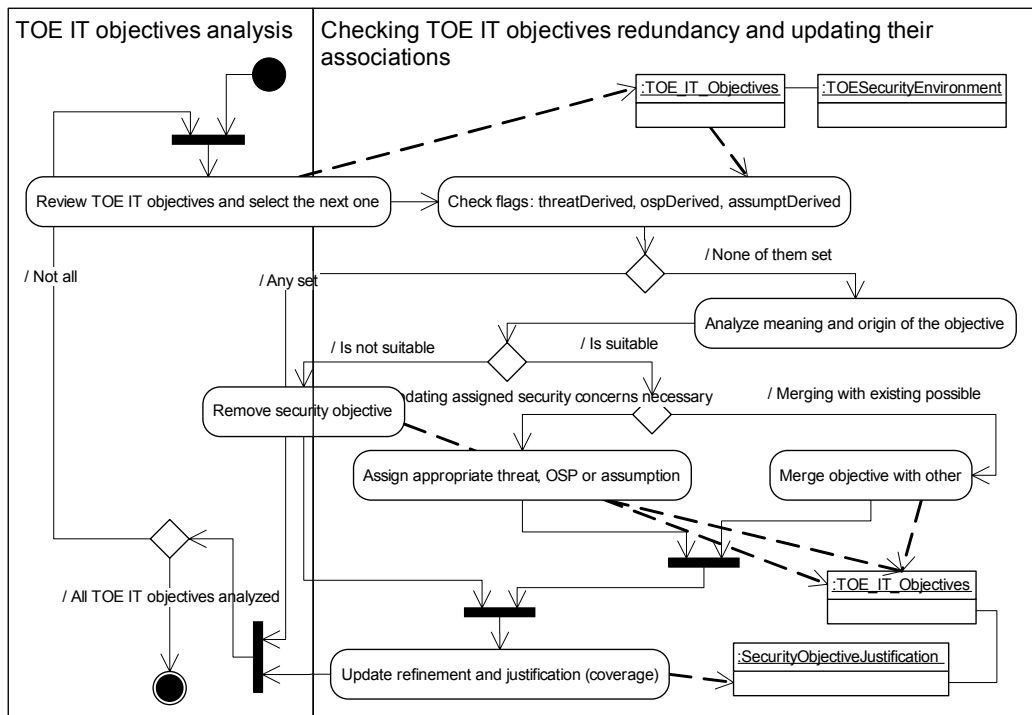 TOE IT objectives analysis
Checking TOE IT objectives redundancy and updating their
associations
:TOE_IT_Objectives
:TOESecurityEnvironment
Review TOE IT objectives and select the next one
Check flags: threatDerived, ospDerived, assumptDerived
/ None of them set
/ Not all
/ Any set
Analyze meaning and origin of the objective
/ Is not suitable
/ Is suitable
/ Merging with existing possible
Remove security objective
assigned security concerns necessary
Assign appropriate threat, OSP or assumption
Merge objective with other
:TOE_IT_Objectives
/ All TOE IT objectives analyzed
:SecurityObjectiveJustification
Update refinement and justification (coverage)